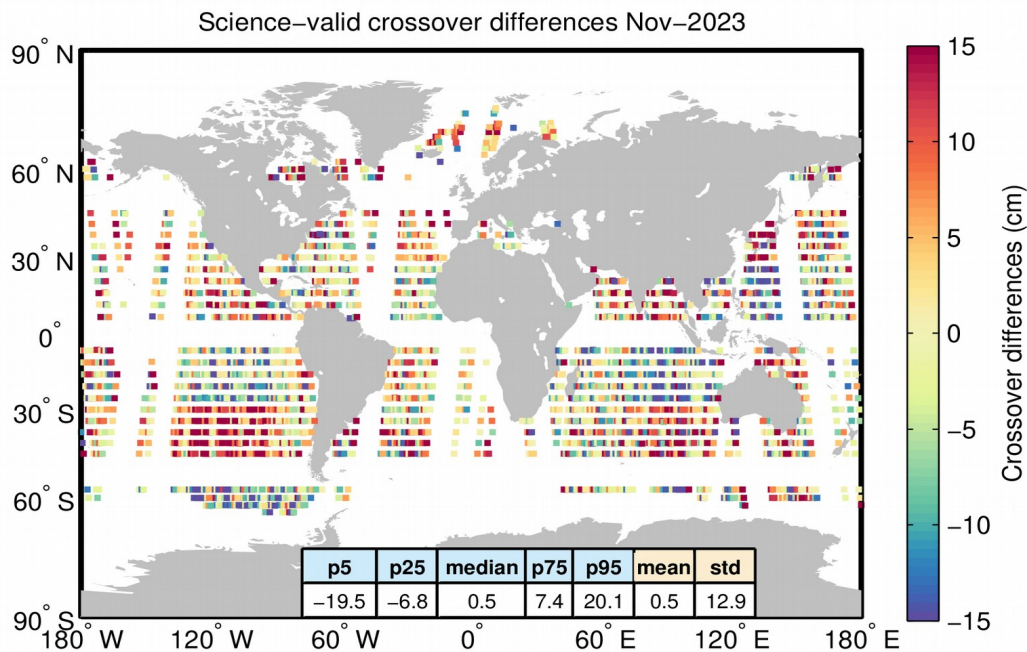 Science−valid crossover differences Nov−2023
90° N
60° N
30° N
0°
30° S
60° S
90° S
180° W
120° W
60° W
0°
60° E
120° E
180° E
p5 p25 median p75 p95 mean std
−19.5 −6.8 0.5 7.4 20.1 0.5 12.9
15
10
5
0
−5
−10
−15
Crossover differences (cm)